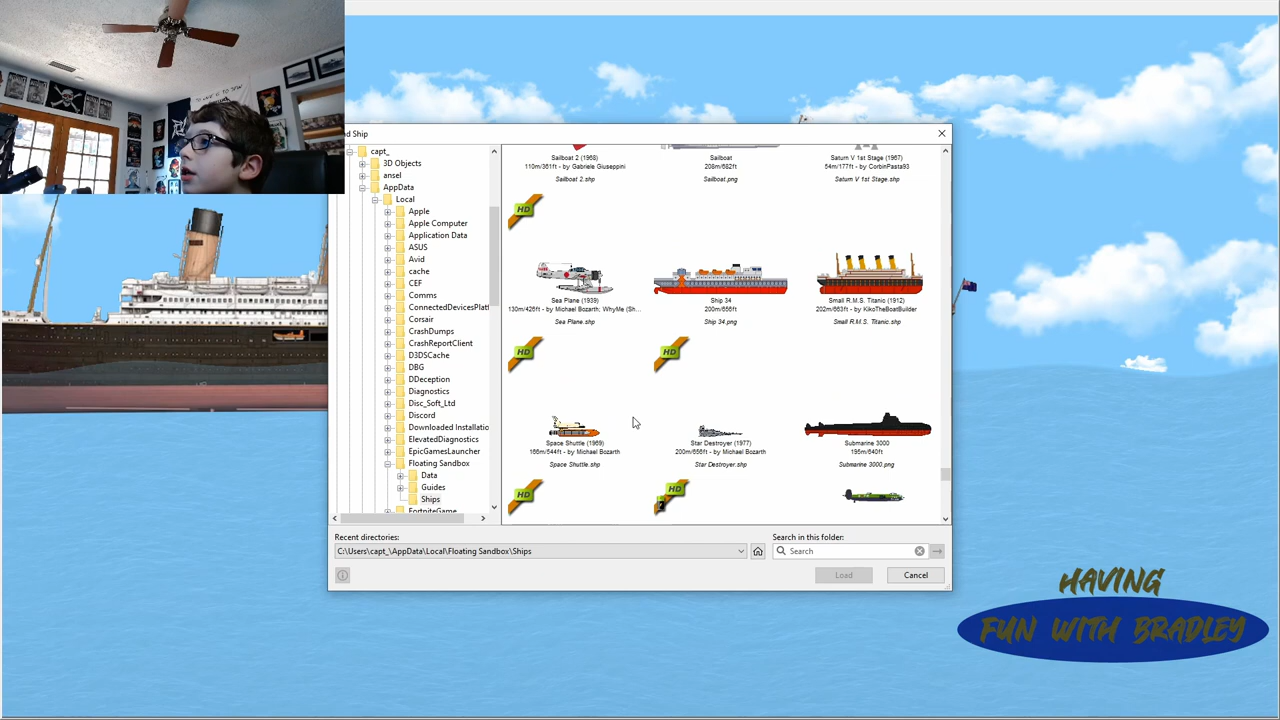 ad Ship
capt_
3D Objects
ansel
AppData
Local
Apple
Apple Computer
Application Data
ASUS
Avid
cache
CEF
Comms
ConnectedDevicesPlatf
Corsair
CrashDumps
CrashReportClient
D3DSCache
DBG
DDeception
Diagnostics
Disc_Soft_Ltd
Discord
Downloaded Installatio
ElevatedDiagnostics
EpicGamesLauncher
Floating Sandbox
Data
Guides
Ships
FortniteGame
Sailboat 2 (1968)
110m/361ft - by Gabriele Giuseppini
Sailboat 2.shp
Sailboat
208m/682ft
Sailboat.png
Saturn V 1st Stage (1967)
54m/177ft - by CorbinPasta93
Saturn V 1st Stage.shp
HD
Sea Plane (1939)
130m/426ft - by Michael Bozarth; WhyMe (Sh...
Sea Plane.shp
Ship 34
200m/656ft
Ship 34.png
Small R.M.S. Titanic (1912)
202m/663ft - by KikoTheBoatBuilder
Small R.M.S. Titanic.shp
HD
HD
Space Shuttle (1969)
166m/544ft - by Michael Bozarth
Space Shuttle.shp
Star Destroyer (1977)
200m/656ft - by Michael Bozarth
Star Destroyer.shp
Submarine 3000
195m/640ft
Submarine 3000.png
HD
HD
2
Recent directories:
C:\Users\capt_\AppData\Local\Floating Sandbox\Ships
Search in this folder:
Search
Load
Cancel
HAVING
FUN WITH BRADLEY